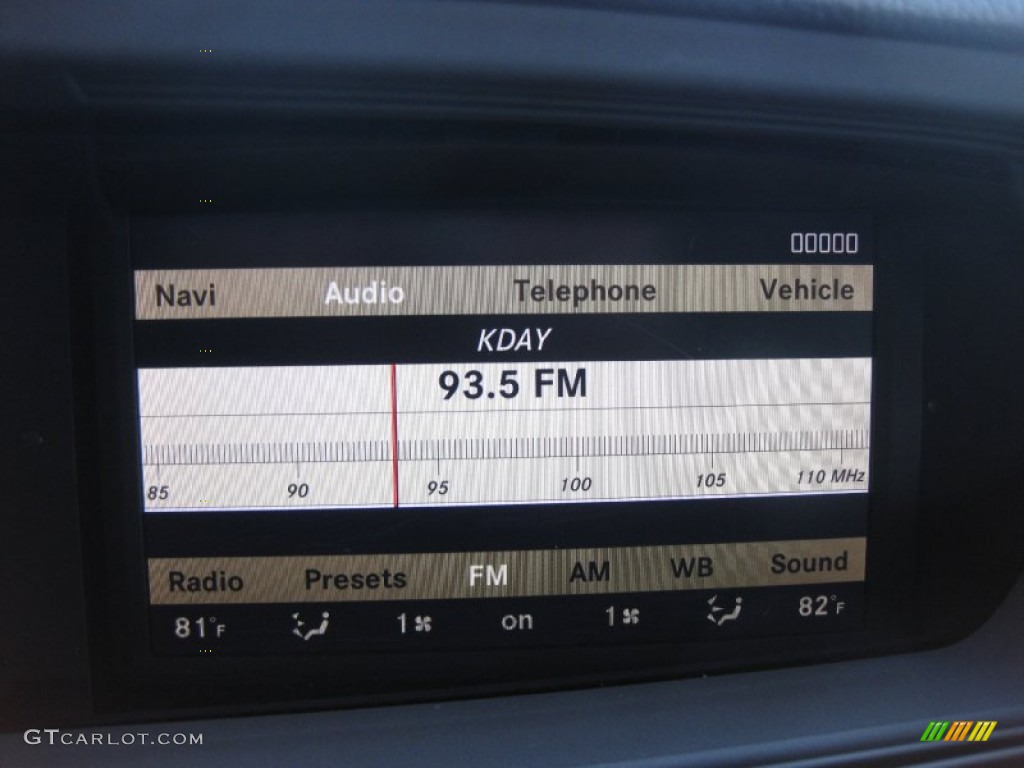 Navi Audio Telephone Vehicle
KDAY
93.5 FM
85 90 95 100 105 110 MHz
Radio Presets FM AM WB Sound
81°F 1 on 1 82°F
GTCARLOT.COM